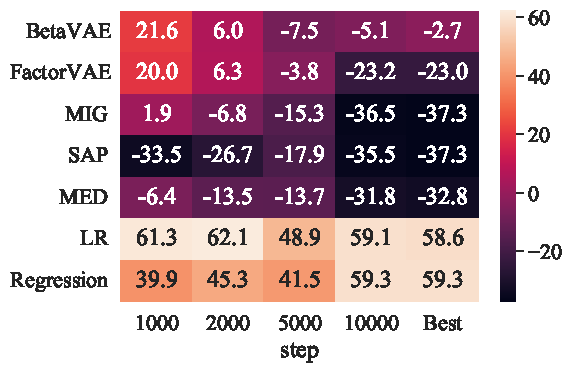 BetaVAE 21.6 6.0 -7.5 -5.1 -2.7
FactorVAE 20.0 6.3 -3.8 -23.2 -23.0
MIG 1.9 -6.8 -15.3 -36.5 -37.3
SAP -33.5 -26.7 -17.9 -35.5 -37.3
MED -6.4 -13.5 -13.7 -31.8 -32.8
LR 61.3 62.1 48.9 59.1 58.6
Regression 39.9 45.3 41.5 59.3 59.3
1000 2000 5000 10000 Best
step
60
40
20
0
−20